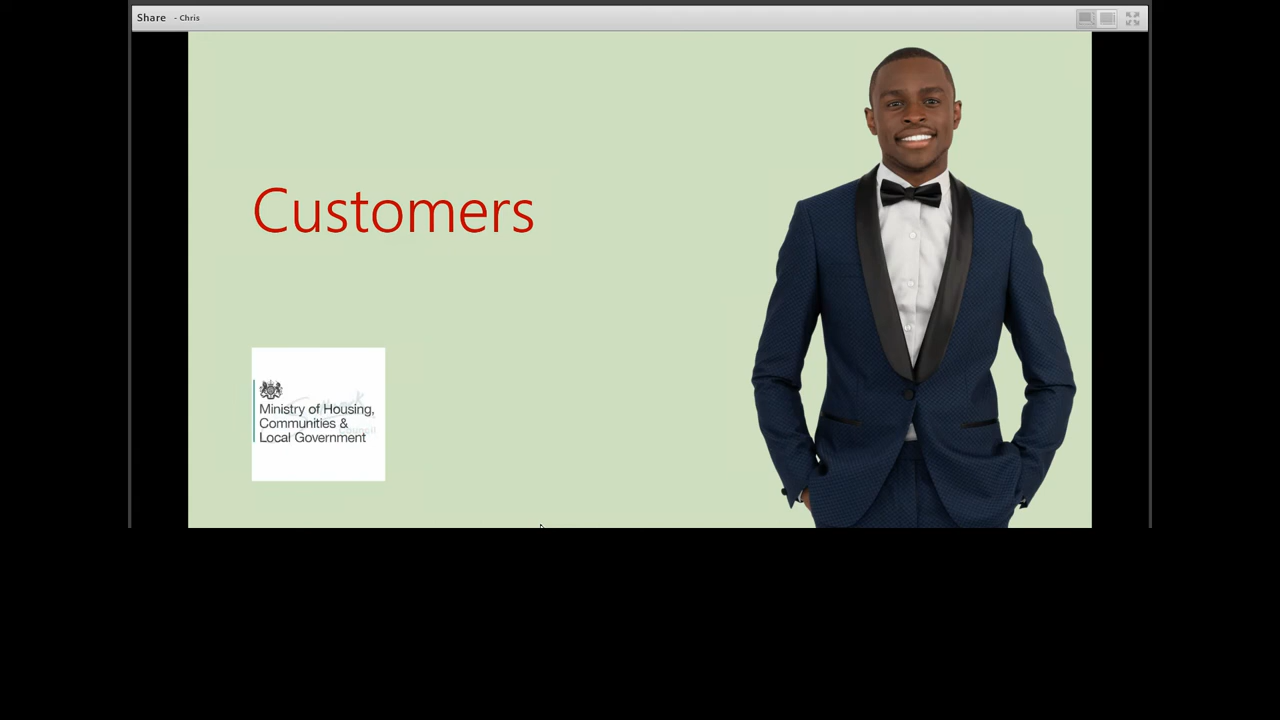 Share - Chris
Customers
Ministry of Housing,
Communities &
Local Government